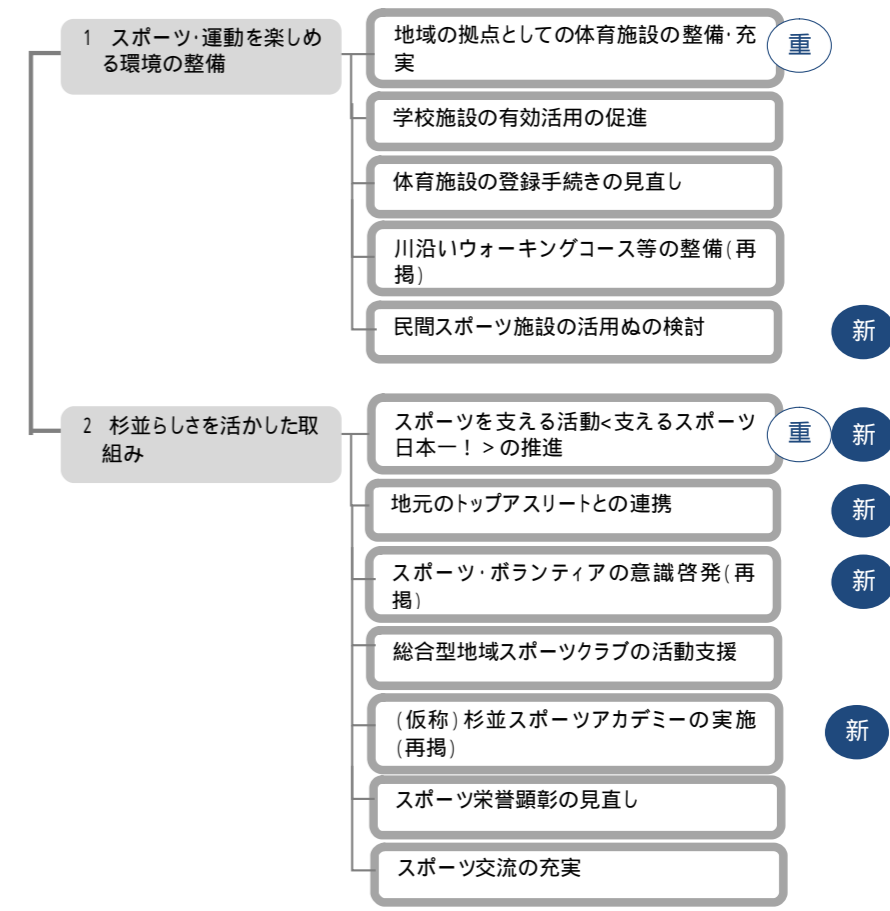 1 スポーツ・運動を楽しめ
る環境の整備
地域の拠点としての体育施設の整備・充
実
重
学校施設の有効活用の促進
体育施設の登録手続きの見直し
川沿いウォーキングコース等の整備(再
掲)
民間スポーツ施設の活用ぬの検討
新
2 杉並らしさを活かした取
組み
スポーツを支える活動<支えるスポーツ
日本一！>の推進
重
新
地元のトップアスリートとの連携
新
スポーツ・ボランティアの意識啓発(再
掲)
新
総合型地域スポーツクラブの活動支援
(仮称)杉並スポーツアカデミーの実施
(再掲)
新
スポーツ栄誉顕彰の見直し
スポーツ交流の充実